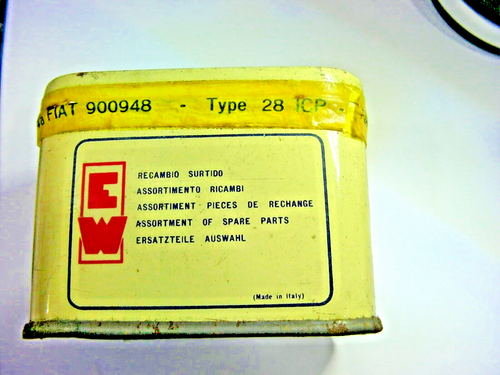 FIAT 900948 - Type 28 ICP -
E
W
RECAMBIO SURTIDO
ASSORTIMENTO RICAMBI
ASSORTIMENT PIECES DE RECHANGE
ASSORTMENT OF SPARE PARTS
ERSATZTEILE AUSWAHL
(Made in Italy)